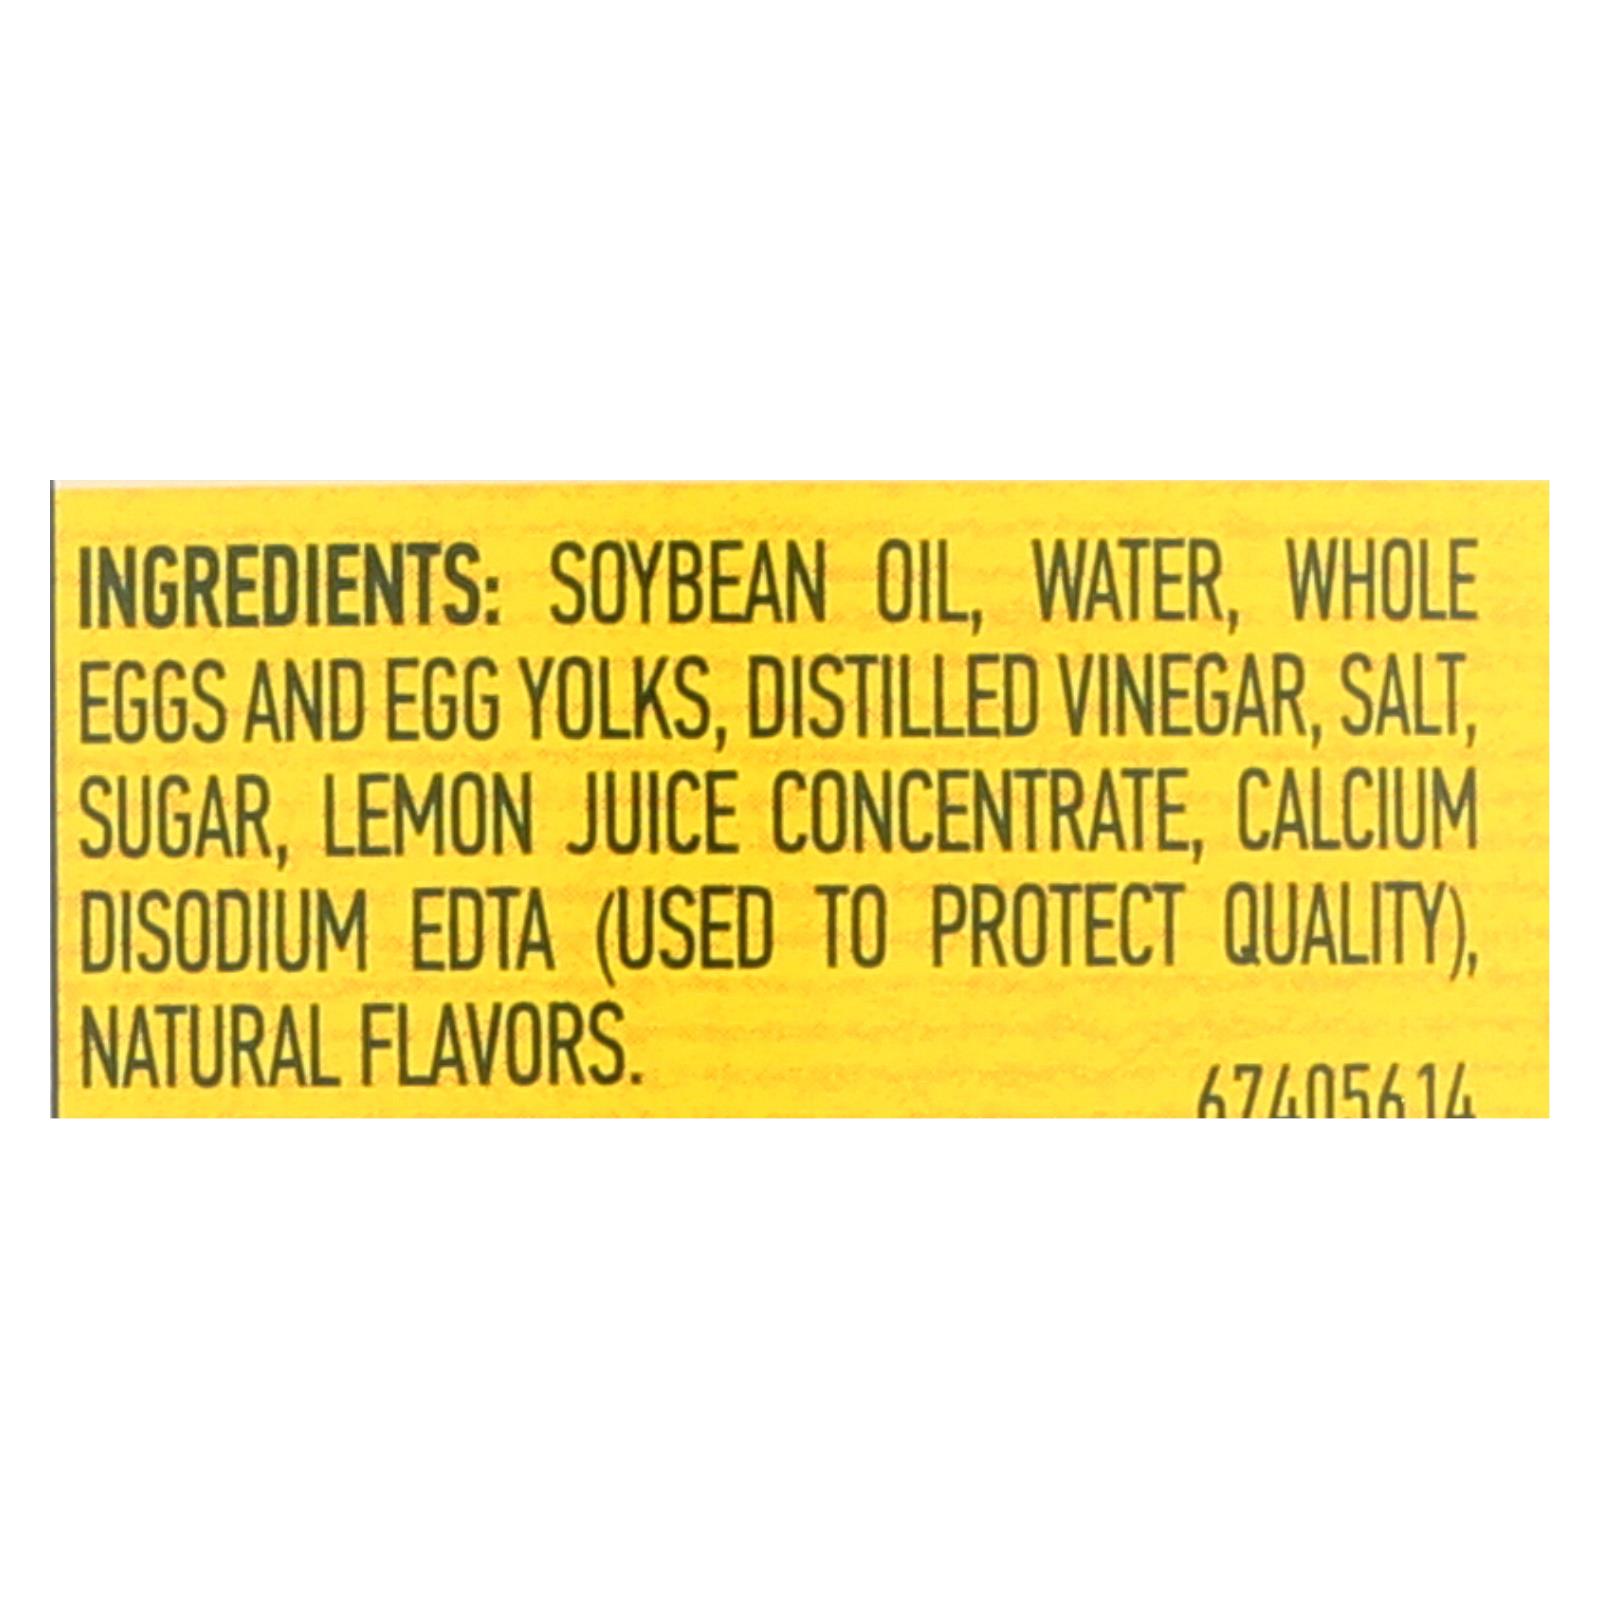 INGREDIENTS: SOYBEAN OIL, WATER, WHOLE
EGGS AND EGG YOLKS, DISTILLED VINEGAR, SALT,
SUGAR, LEMON JUICE CONCENTRATE, CALCIUM
DISODIUM EDTA (USED TO PROTECT QUALITY),
NATURAL FLAVORS.
67405614